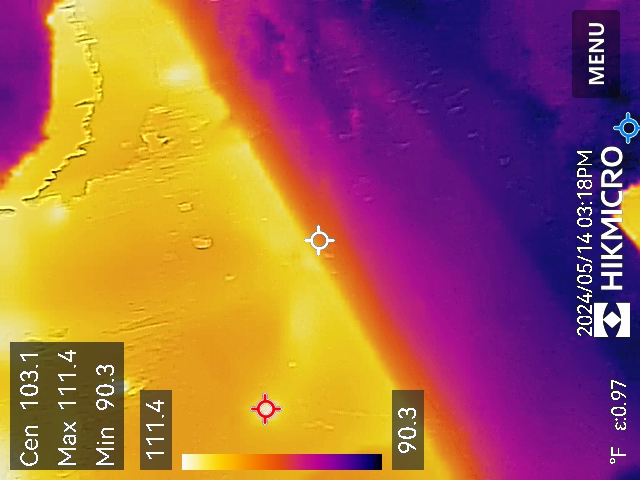 Cen 103.1
Max 111.4
Min 90.3
111.4
90.3
2024/05/14 03:18PM
MENU
°F ε:0.97
HIKMICRO